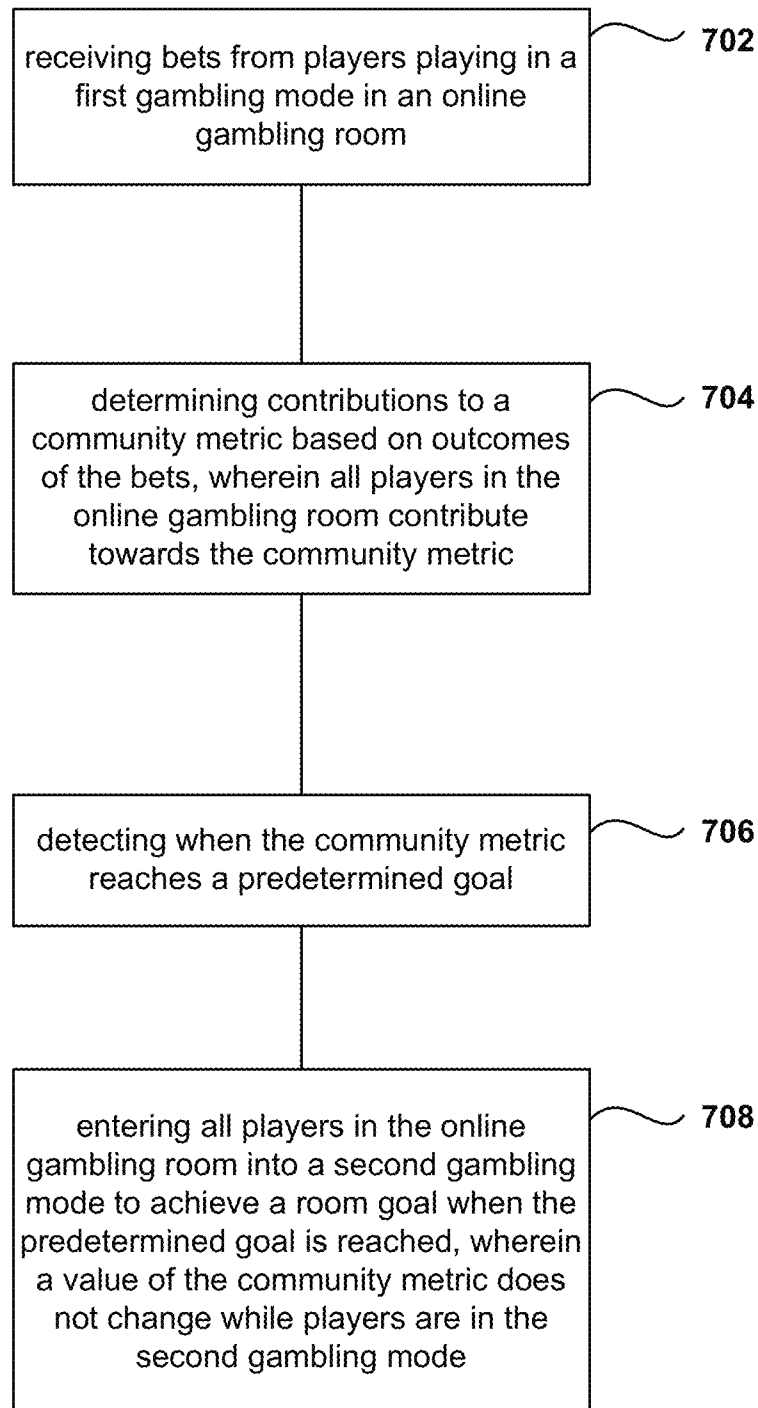 receiving bets from players playing in a
first gambling mode in an online
gambling room
702
determining contributions to a
community metric based on outcomes
of the bets, wherein all players in the
online gambling room contribute
towards the community metric
704
detecting when the community metric
reaches a predetermined goal
706
entering all players in the online
gambling room into a second gambling
mode to achieve a room goal when the
predetermined goal is reached, wherein
a value of the community metric does
not change while players are in the
second gambling mode
708